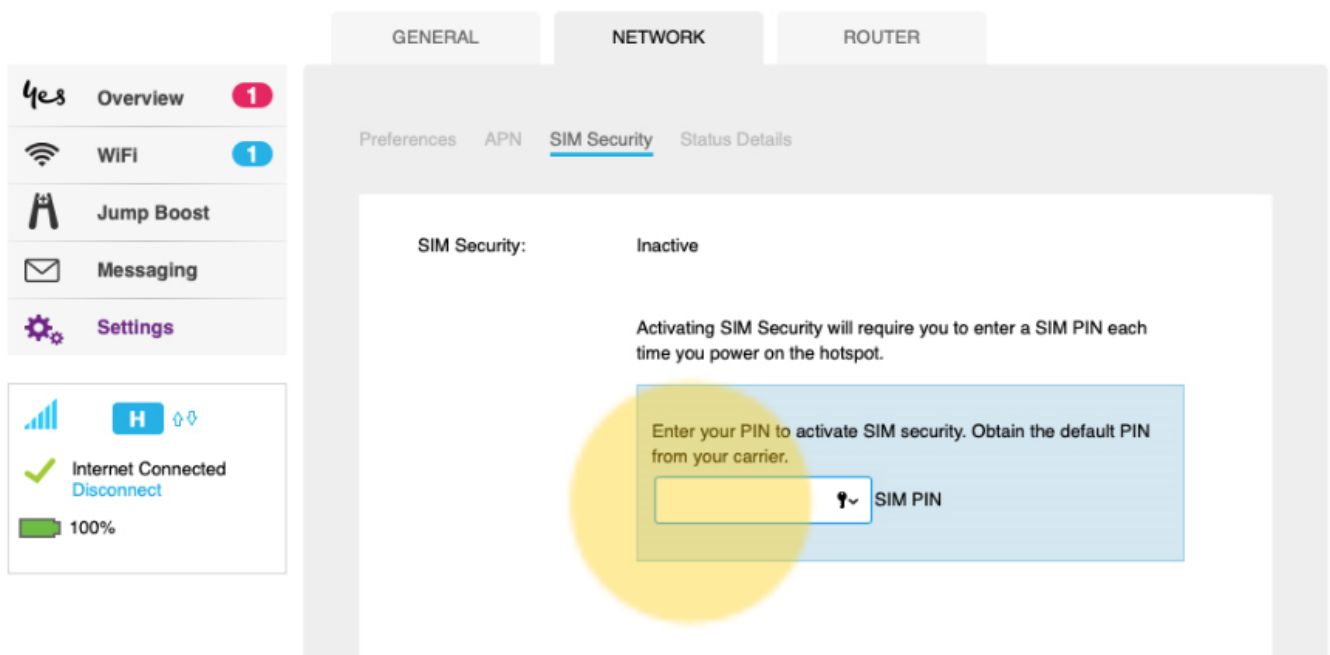 GENERAL NETWORK ROUTER
yes Overview 1
WiFi 1
Jump Boost
Messaging
Settings
H
Internet Connected
Disconnect
100%
Preferences APN SIM Security Status Details
SIM Security: Inactive
Activating SIM Security will require you to enter a SIM PIN each
time you power on the hotspot.
Enter your PIN to activate SIM security. Obtain the default PIN
from your carrier.
SIM PIN